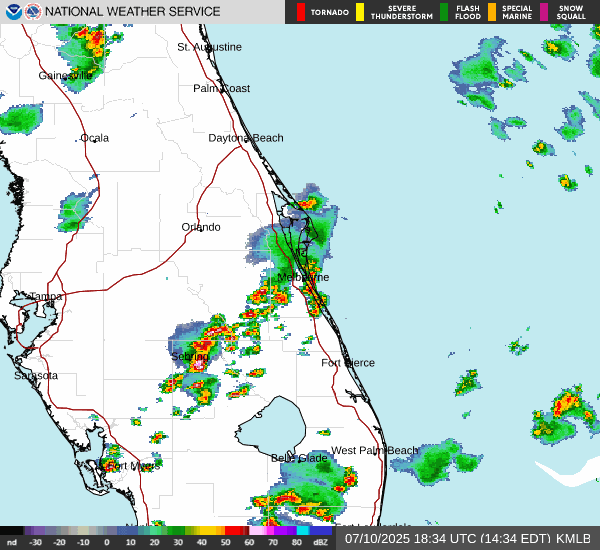 NATIONAL WEATHER SERVICE
TORNADO
SEVERE
THUNDERSTORM
FLASH
FLOOD
SPECIAL
MARINE
SNOW
SQUALL
St. Augustine
Gainesville
Palm Coast
Ocala
Daytona Beach
Orlando
Melbourne
Tampa
Sebring
Fort Pierce
Sarasota
West Palm Beach
Belle Glade
Fort Myers
nd -30 -20 -10 0 10 20 30 40 50 60 70 80 dBZ
07/10/2025 18:34 UTC (14:34 EDT) KMLB